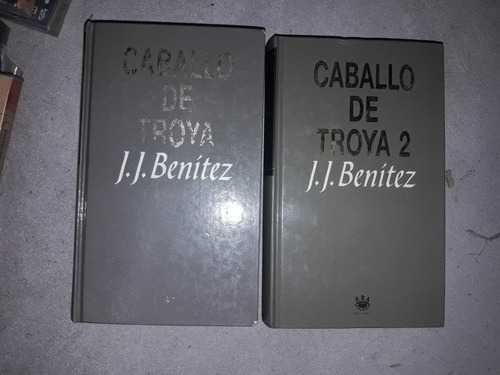 CABALLO
DE
TROYA
J.J. Benítez
CABALLO
DE
TROYA 2
J.J. Benítez